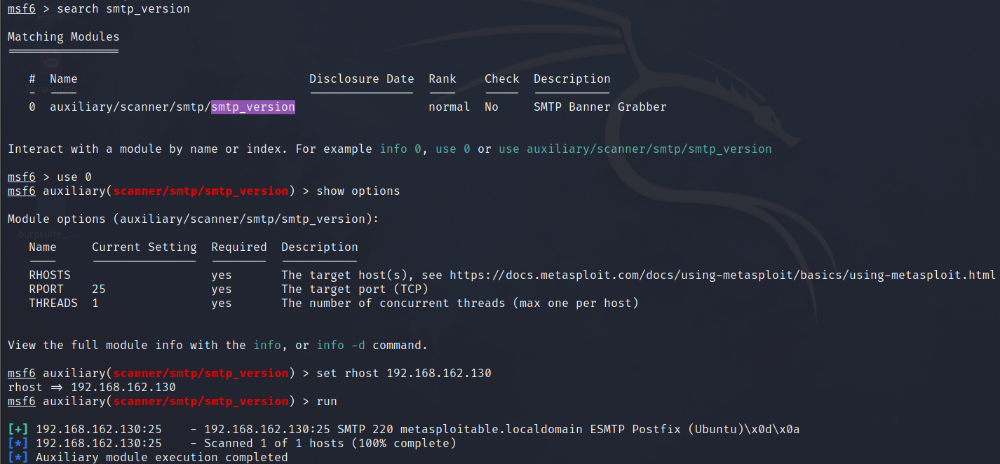 msf6 > search smtp_version
Matching Modules
================
# Name Disclosure Date Rank Check Description
- ---- --------------- ---- ----- -----------
0 auxiliary/scanner/smtp/smtp_version normal No SMTP Banner Grabber
Interact with a module by name or index. For example info 0, use 0 or use auxiliary/scanner/smtp/smtp_version
msf6 > use 0
msf6 auxiliary(scanner/smtp/smtp_version) > show options
Module options (auxiliary/scanner/smtp/smtp_version):
burpsuite_...
Name Current Setting Required Description
---- --------------- -------- -----------
RHOSTS yes The target host(s), see https://docs.metasploit.com/docs/using-metasploit/basics/using-metasploit.html
RPORT 25 yes The target port (TCP)
THREADS 1 yes The number of concurrent threads (max one per host)
View the full module info with the info, or info -d command.
msf6 auxiliary(scanner/smtp/smtp_version) > set rhost 192.168.162.130
rhost => 192.168.162.130
msf6 auxiliary(scanner/smtp/smtp_version) > run
[+] 192.168.162.130:25 - 192.168.162.130:25 SMTP 220 metasploitable.localdomain ESMTP Postfix (Ubuntu)\x0d\x0a
[*] 192.168.162.130:25 - Scanned 1 of 1 hosts (100% complete)
[*] Auxiliary module execution completed